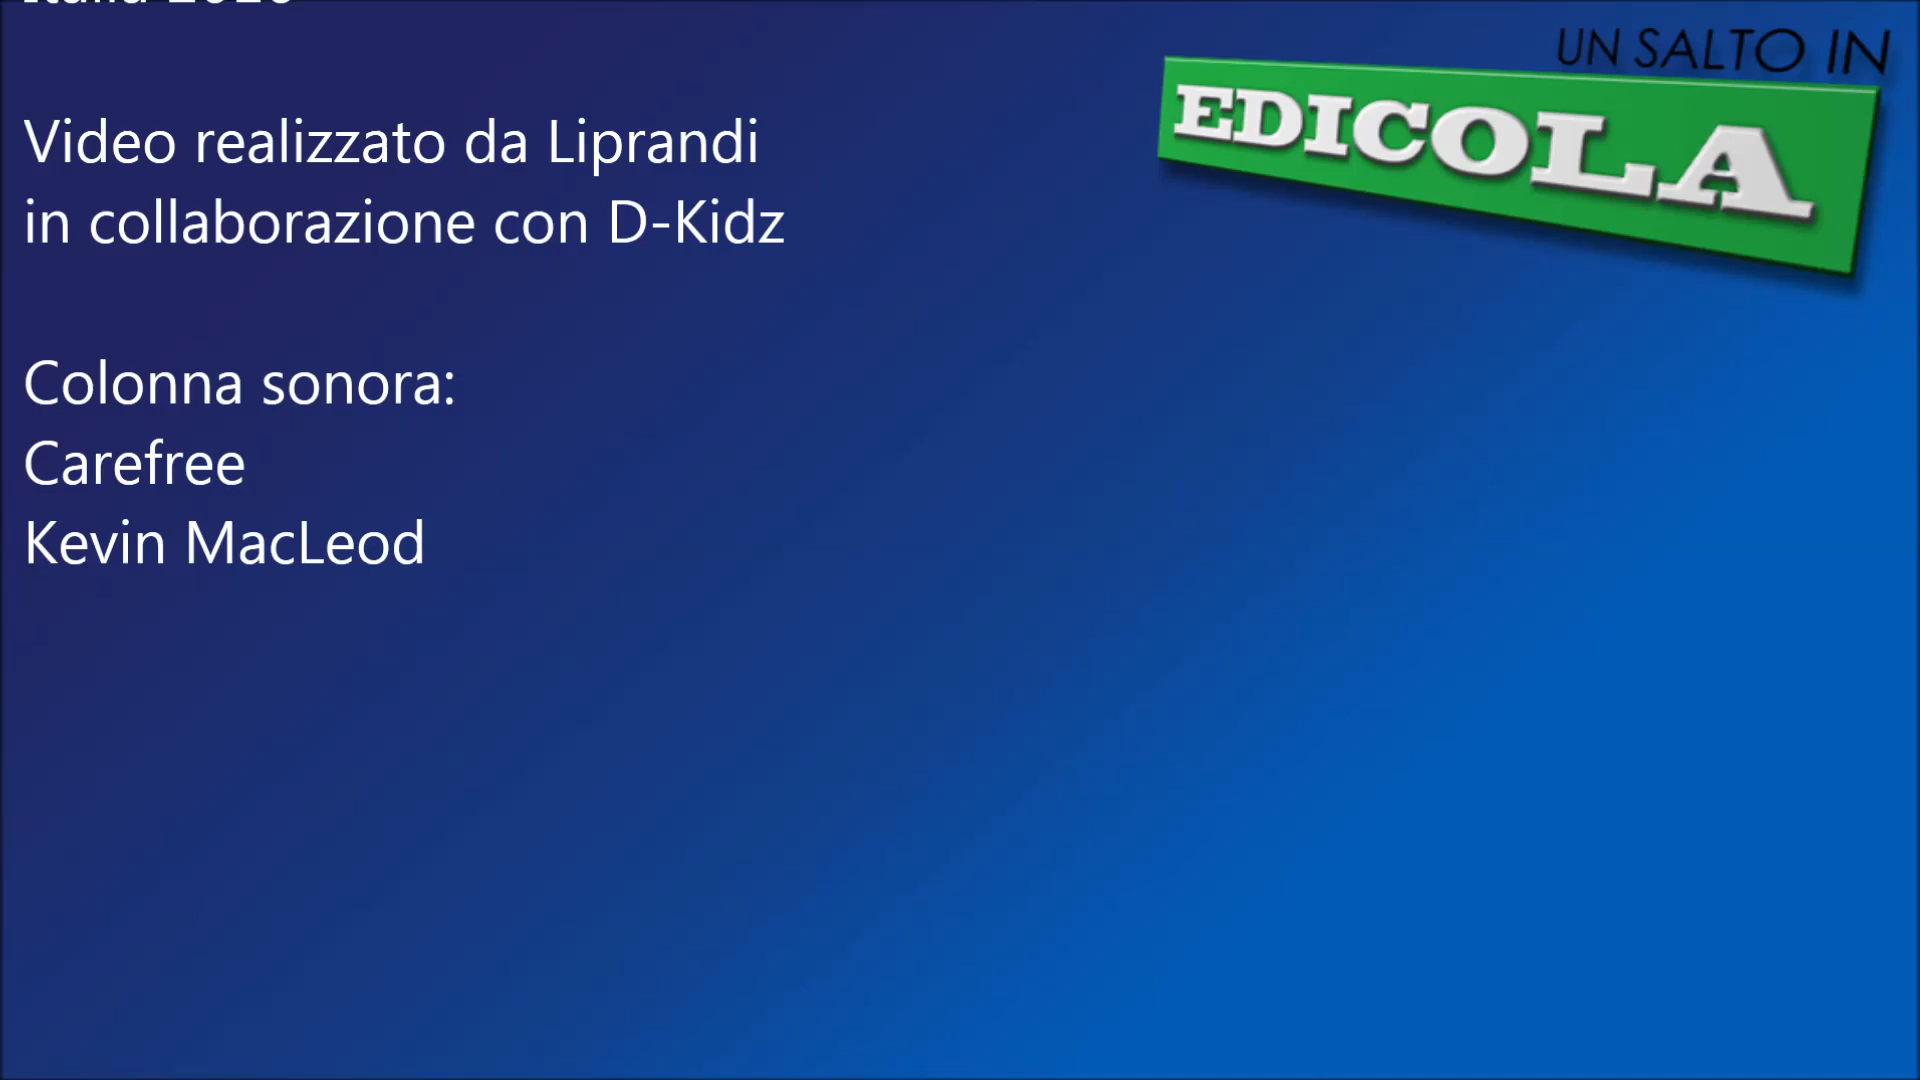 Video realizzato da Liprandi
in collaborazione con D-Kidz
Colonna sonora:
Carefree
Kevin MacLeod
UN SALTO IN
EDICOLA